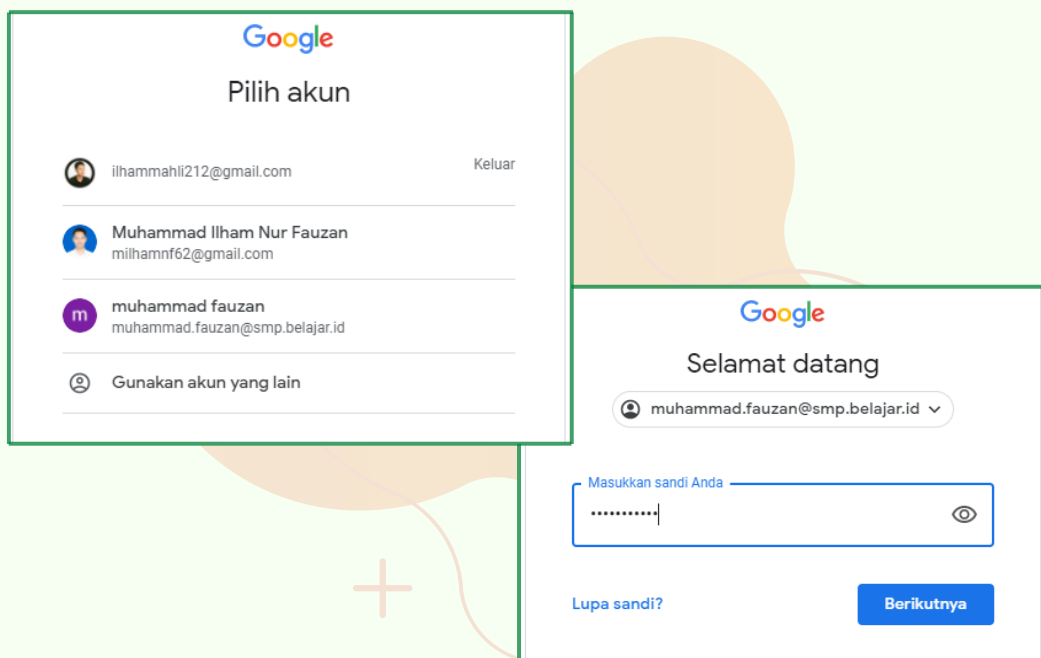 Google
Pilih akun
ilhammahli212@gmail.com
Keluar
Muhammad Ilham Nur Fauzan
milhamnf62@gmail.com
m
muhammad fauzan
muhammad.fauzan@smp.belajar.id
Gunakan akun yang lain
Google
Selamat datang
muhammad.fauzan@smp.belajar.id
Masukkan sandi Anda
•••••••••••
Lupa sandi?
Berikutnya